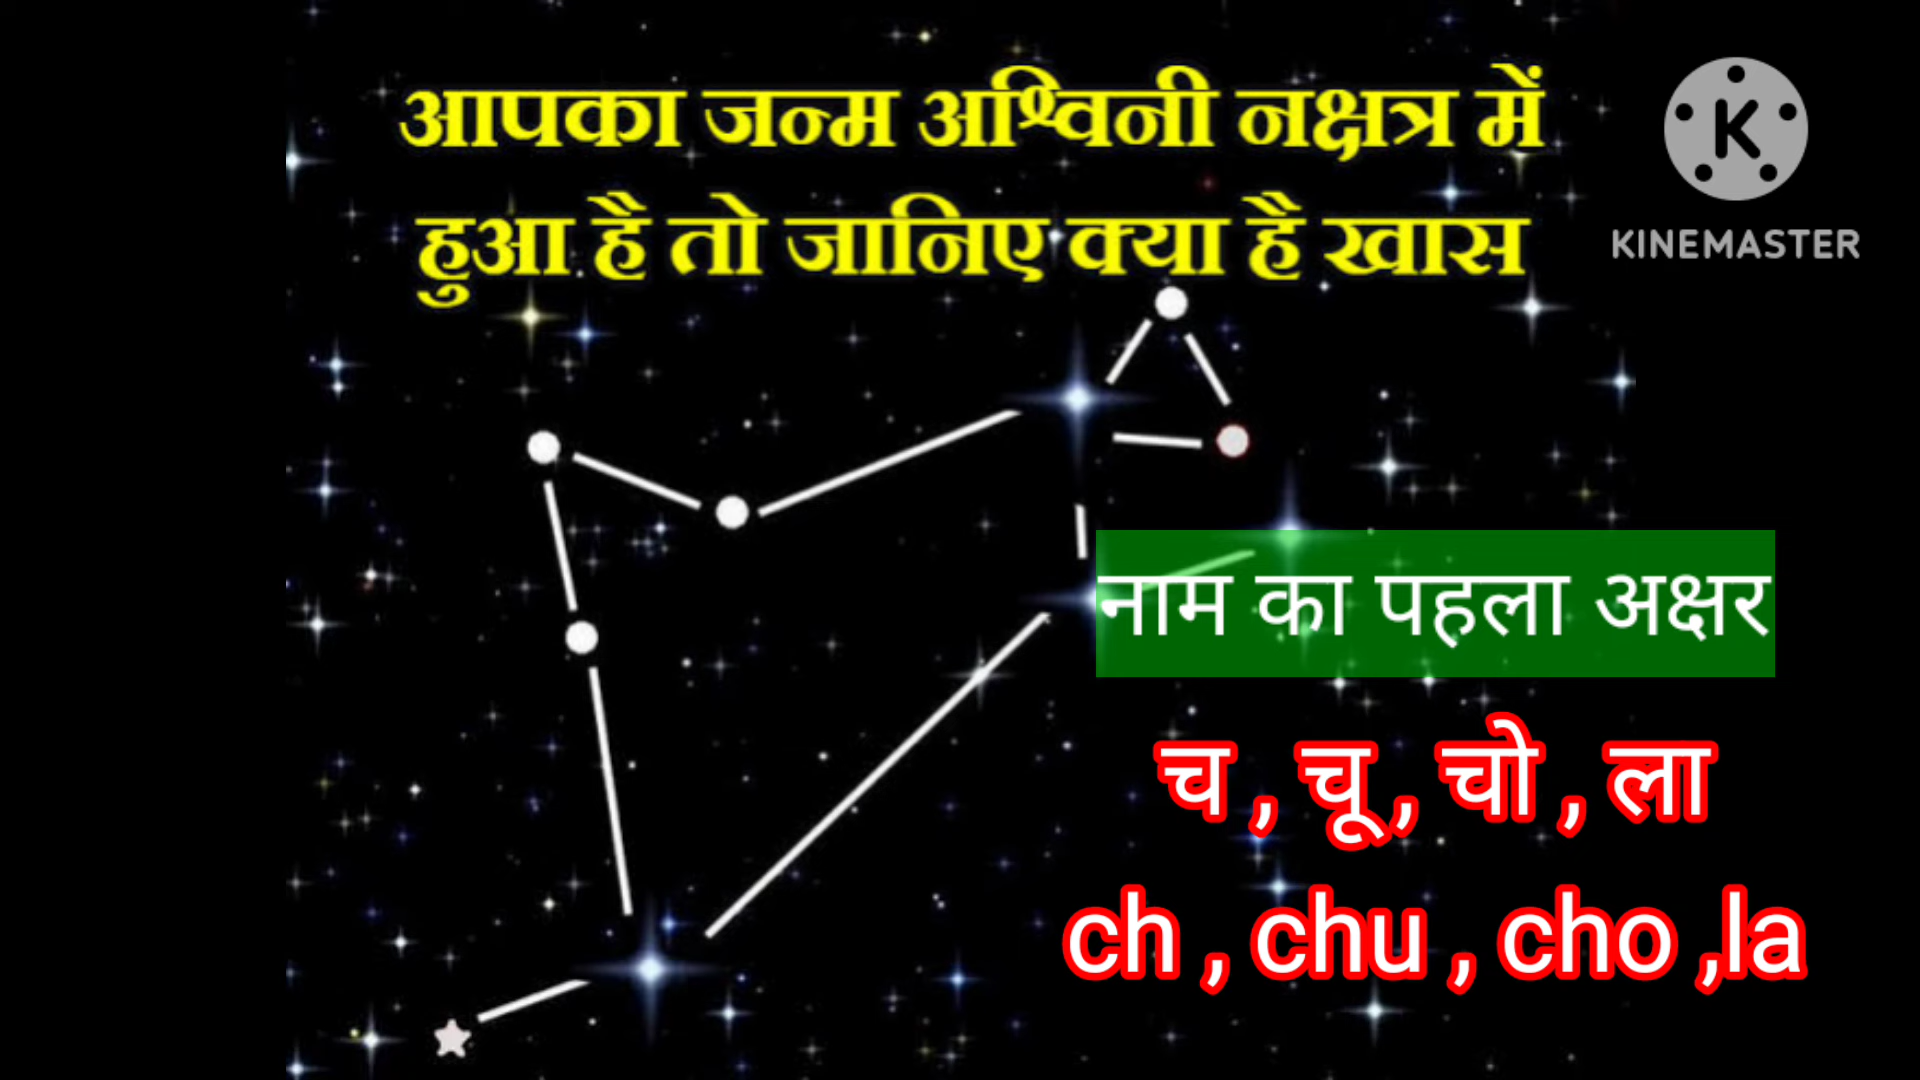 आपका जन्म अश्विनी नक्षत्र में
हुआ है तो जानिए क्या है खास
K
KINEMASTER
नाम का पहला अक्षर
च , चू , चो , ला
ch , chu , cho ,la